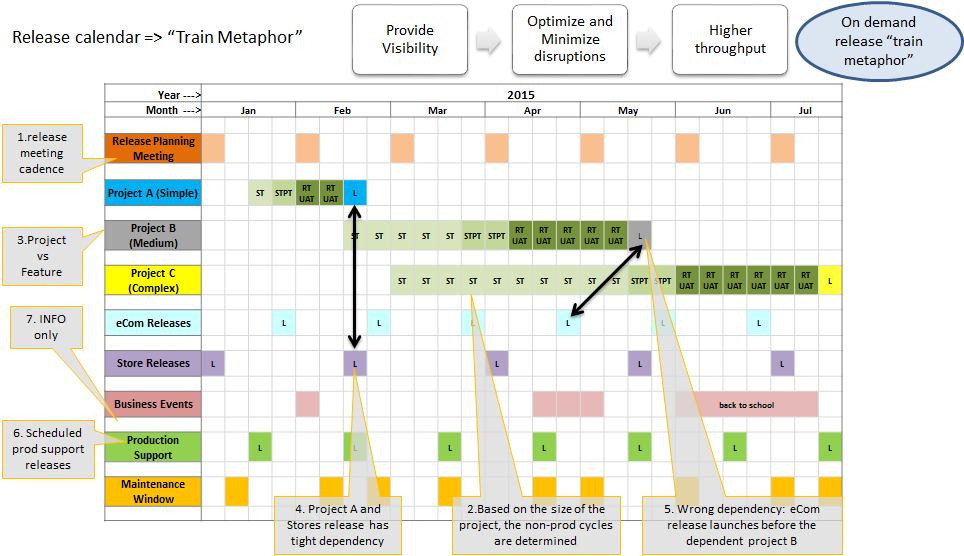 Release calendar => “Train Metaphor”
Provide
Visibility
Optimize and
Minimize
disruptions
Higher
throughput
On demand
release “train
metaphor”
Year --->
2015
Month --->
Jan Feb Mar Apr May Jun Jul
1.release
meeting
cadence
Release Planning
Meeting
Project A (Simple)
ST STPT RT RT L
UAT UAT
3.Project
vs
Feature
Project B
(Medium)
ST ST ST ST ST STPT STPT RT RT RT RT RT L
UAT UAT UAT UAT UAT
Project C
(Complex)
ST ST ST ST ST ST ST ST ST ST STPT STPT RT RT RT RT RT RT L
UAT UAT UAT UAT UAT UAT
7. INFO
only
eCom Releases
L L L L L L
Store Releases
L L L L L
Business Events
back to school
6. Scheduled
prod support
releases
Production
Support
L L L L L L L
Maintenance
Window
4. Project A and
Stores release has
tight dependency
2.Based on the size of the
project, the non-prod cycles
are determined
5. Wrong dependency: eCom
release launches before the
dependent project B